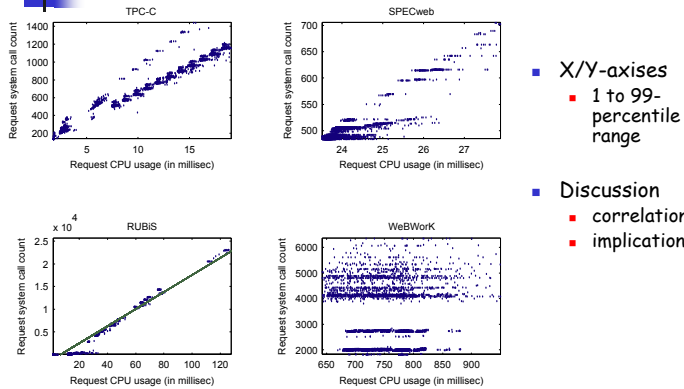 TPC-C
Request system call count
1400
1200
1000
800
600
400
200
5 10 15
Request CPU usage (in millisec)
SPECweb
Request system call count
700
650
600
550
500
24 25 26 27
Request CPU usage (in millisec)
RUBiS
x 10 4
Request system call count
2.5
2
1.5
1
0.5
20 40 60 80 100 120
Request CPU usage (in millisec)
WeBWorK
Request system call count
6000
5000
4000
3000
2000
650 700 750 800 850 900
Request CPU usage (in millisec)
X/Y-axises
1 to 99-
percentile
range
Discussion
correlation
implication